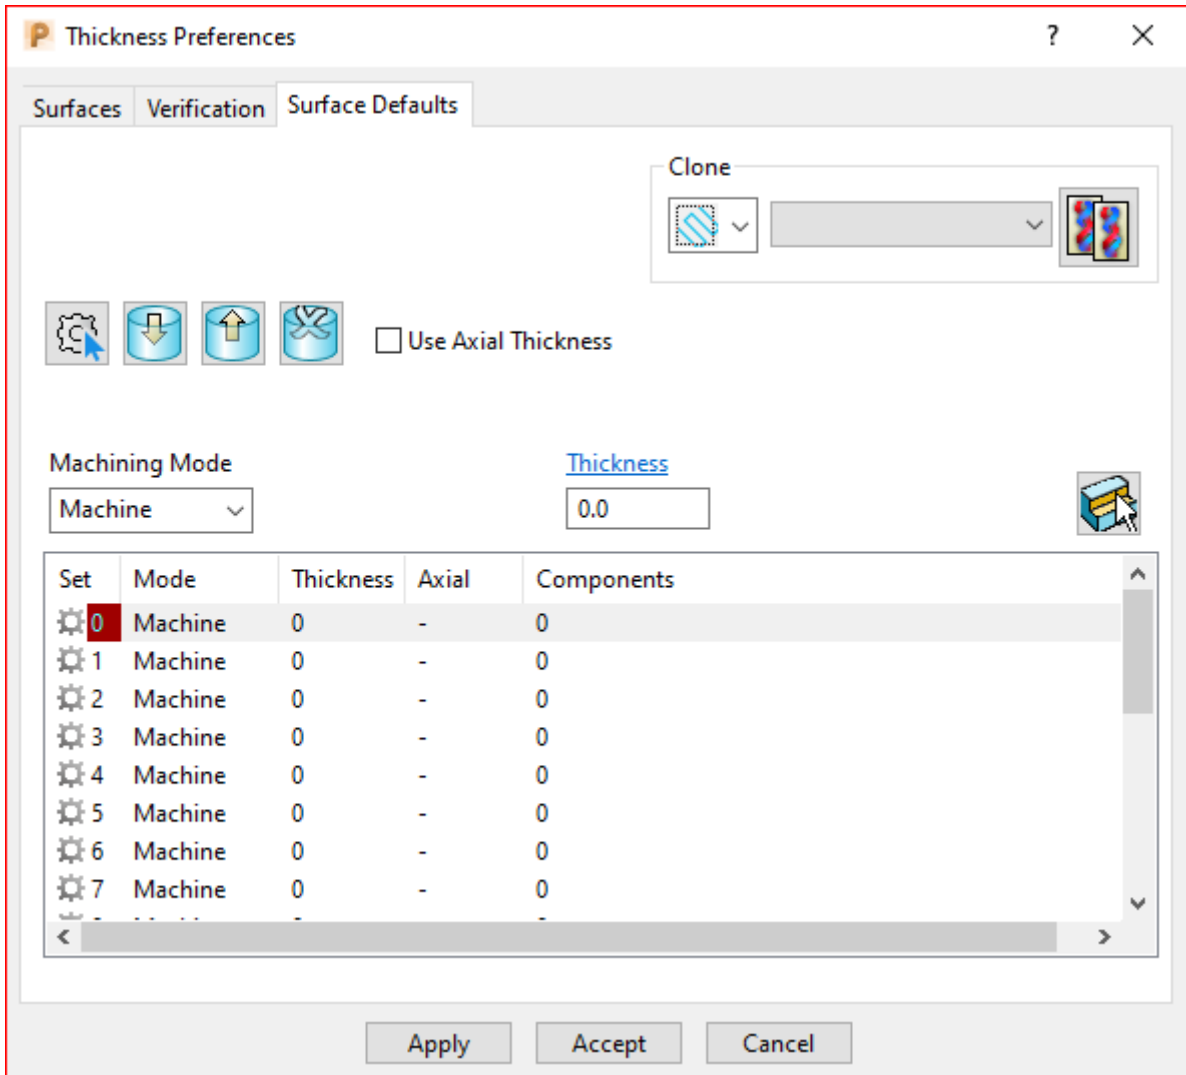 Thickness Preferences ?
Surfaces Verification Surface Defaults
Clone
Use Axial Thickness
Machining Mode Thickness
Machine 0.0
Set Mode Thickness Axial Components
0 Machine 0 - 0
1 Machine 0 - 0
2 Machine 0 - 0
3 Machine 0 - 0
4 Machine 0 - 0
5 Machine 0 - 0
6 Machine 0 - 0
7 Machine 0 - 0
Apply Accept Cancel